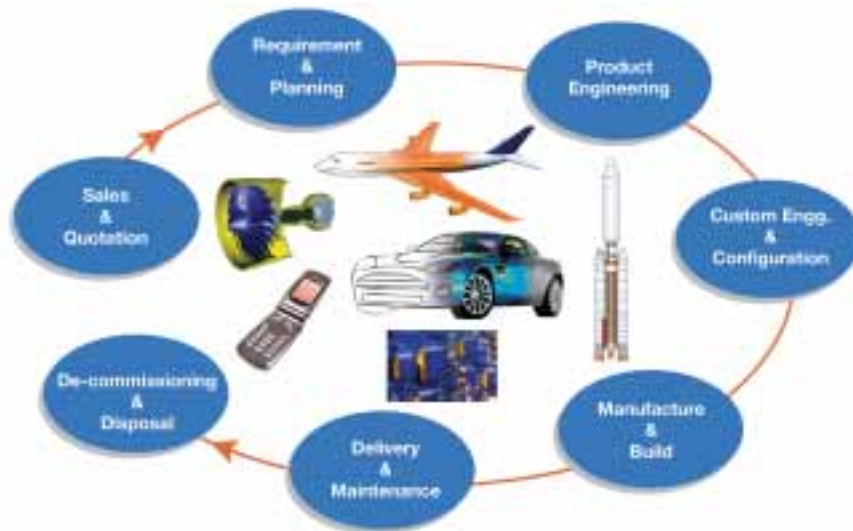 Requirement
&
Planning
Product
Engineering
Sales
&
Quotation
Custom Engg.
&
Configuration
De-commissioning
&
Disposal
Manufacture
&
Build
Delivery
&
Maintenance